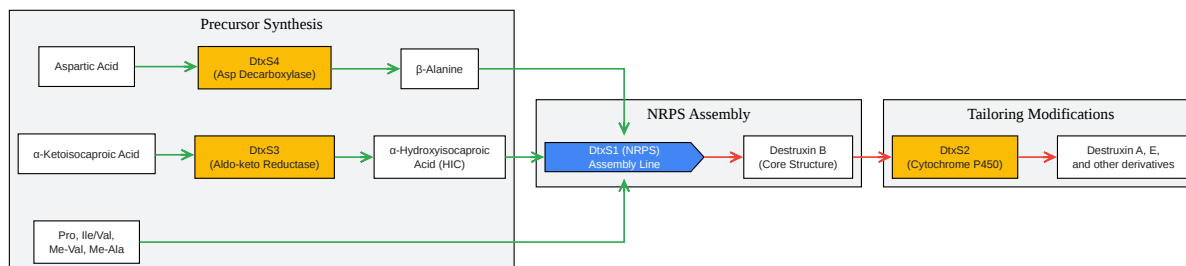 Precursor Synthesis
Aspartic Acid
DtxS4
(Asp Decarboxylase)
β-Alanine
α-Ketoisocaproic Acid
DtxS3
(Aldo-keto Reductase)
α-Hydroxyisocaproic
Acid (HIC)
Pro, Ile/Val,
Me-Val, Me-Ala
NRPS Assembly
DtxS1 (NRPS)
Assembly Line
Destruxin B
(Core Structure)
Tailoring Modifications
DtxS2
(Cytochrome P450)
Destruxin A, E,
and other derivatives